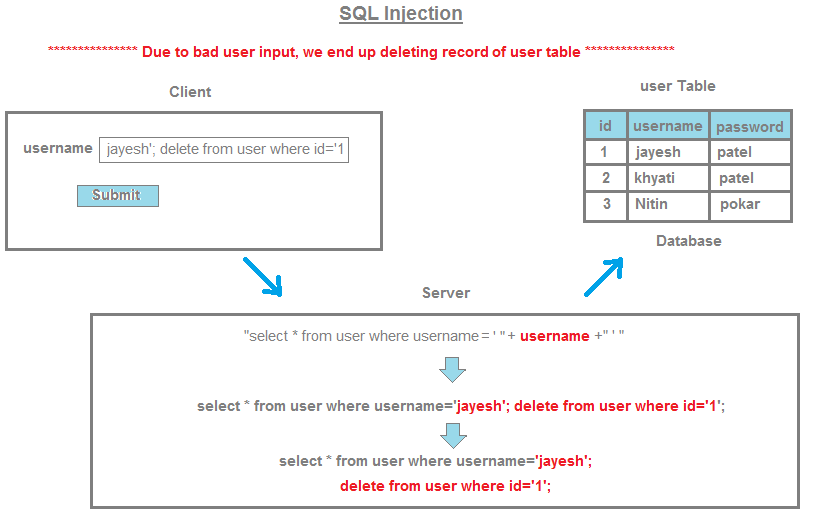 SQL Injection
*************** Due to bad user input, we end up deleting record of user table ***************
Client
user Table
username jayesh'; delete from user where id='1
Submit
id username password
1 jayesh patel
2 khyati patel
3 Nitin pokar
Database
Server
"select * from user where username = ' "+ username +" ' "
select * from user where username='jayesh'; delete from user where id='1';
select * from user where username='jayesh';
delete from user where id='1';